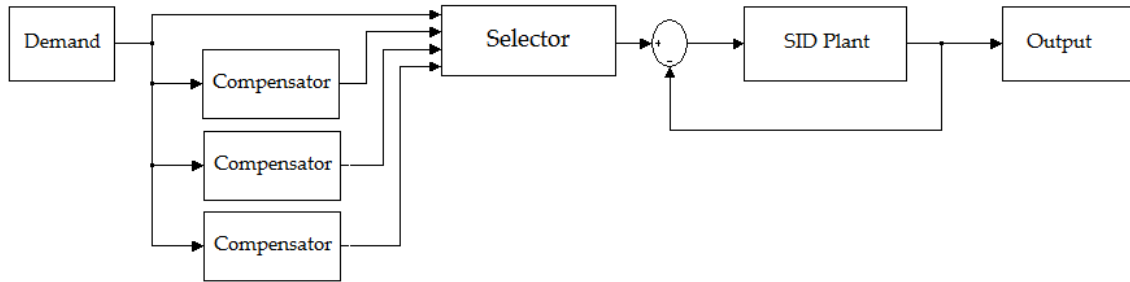 Demand
Selector
SID Plant
Output
Compensator
Compensator
Compensator
+
-